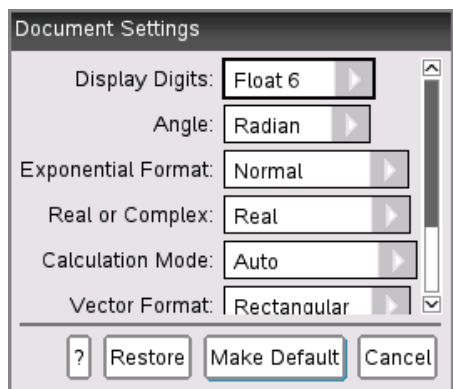 Document Settings
Display Digits: Float 6
Angle: Radian
Exponential Format: Normal
Real or Complex: Real
Calculation Mode: Auto
Vector Format: Rectangular
? Restore Make Default Cancel